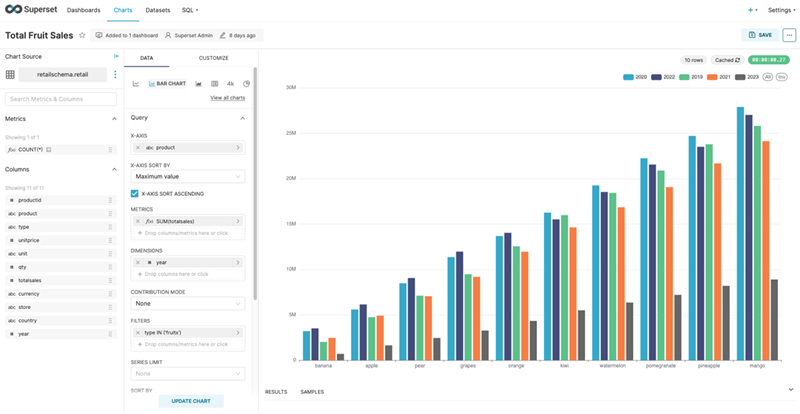 Superset Dashboards Charts Datasets SQL Settings
Total Fruit Sales Added to 1 dashboard Superset Admin 8 days ago SAVE
Chart Source
retailschema.retail
Search Metrics & Columns
Metrics
Showing 1 of 1
f(x) COUNT(*)
Columns
Showing 11 of 11
# productid
abc product
abc type
# unitprice
abc unit
# qty
# totalsales
abc currency
abc store
abc country
# year
DATA CUSTOMIZE
BAR CHART 4k
View all charts
Query
X-AXIS
abc product
X-AXIS SORT BY
Maximum value
X-AXIS SORT ASCENDING
METRICS
f(x) SUM(totalsales)
Drop columns/metrics here or click
DIMENSIONS
# year
Drop columns here or click
CONTRIBUTION MODE
None
FILTERS
type IN ('fruits')
Drop columns/metrics here or click
SERIES LIMIT
None
SORT BY
UPDATE CHART
10 rows Cached 00:00:00.27
2020 2022 2019 2021 2023 All Inv
30M
25M
20M
15M
10M
5M
0
banana apple pear grapes orange kiwi watermelon pomegranate pineapple mango
RESULTS SAMPLES